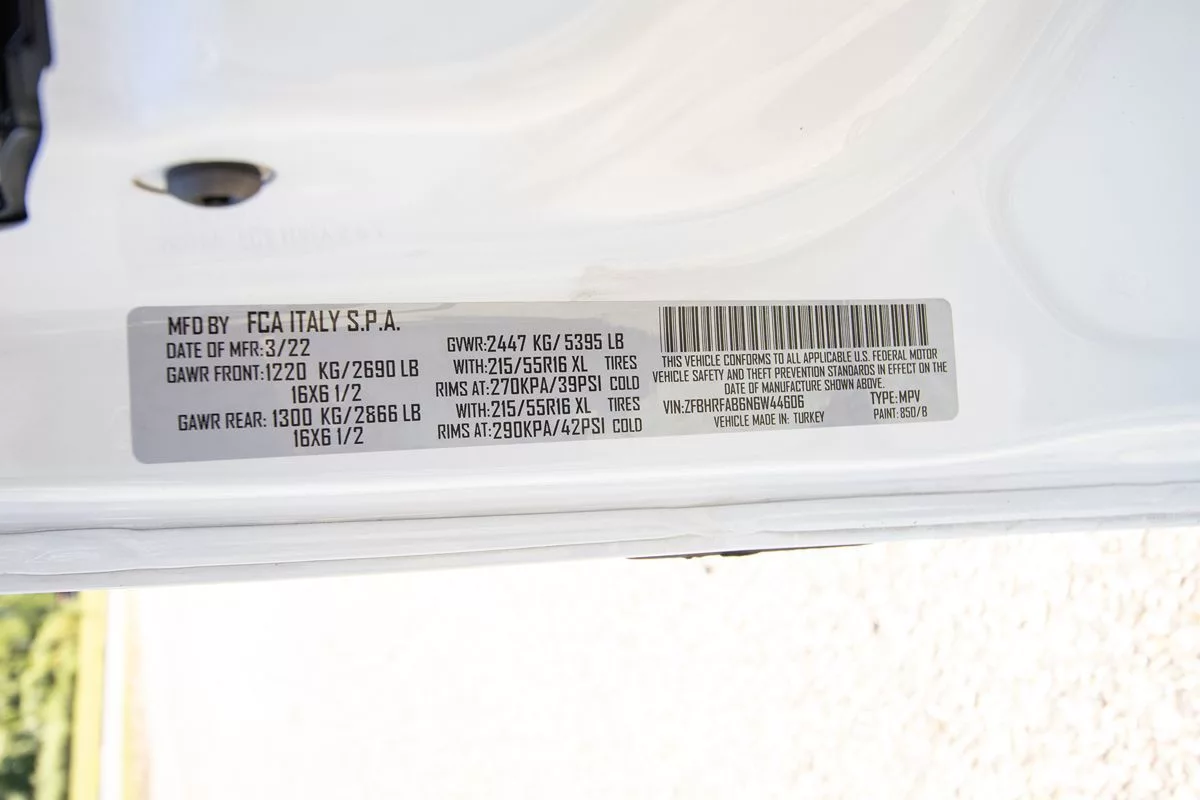 MFD BY FCA ITALY S.P.A.
DATE OF MFR:3/22
GAWR FRONT:1220 KG/2690 LB
16X6 1/2
GAWR REAR: 1300 KG/2866 LB
16X6 1/2
GVWR:2447 KG/5395 LB
WITH:215/55R16 XL TIRES
RIMS AT:270KPA/39PSI COLD
WITH:215/55R16 XL TIRES
RIMS AT:290KPA/42PSI COLD
THIS VEHICLE CONFORMS TO ALL APPLICABLE U.S. FEDERAL MOTOR
VEHICLE SAFETY AND THEFT PREVENTION STANDARDS IN EFFECT ON THE
DATE OF MANUFACTURE SHOWN ABOVE.
VIN:ZFBHRFAB6N6W44606 TYPE:MPV
VEHICLE MADE IN: TURKEY PAINT: 850/B